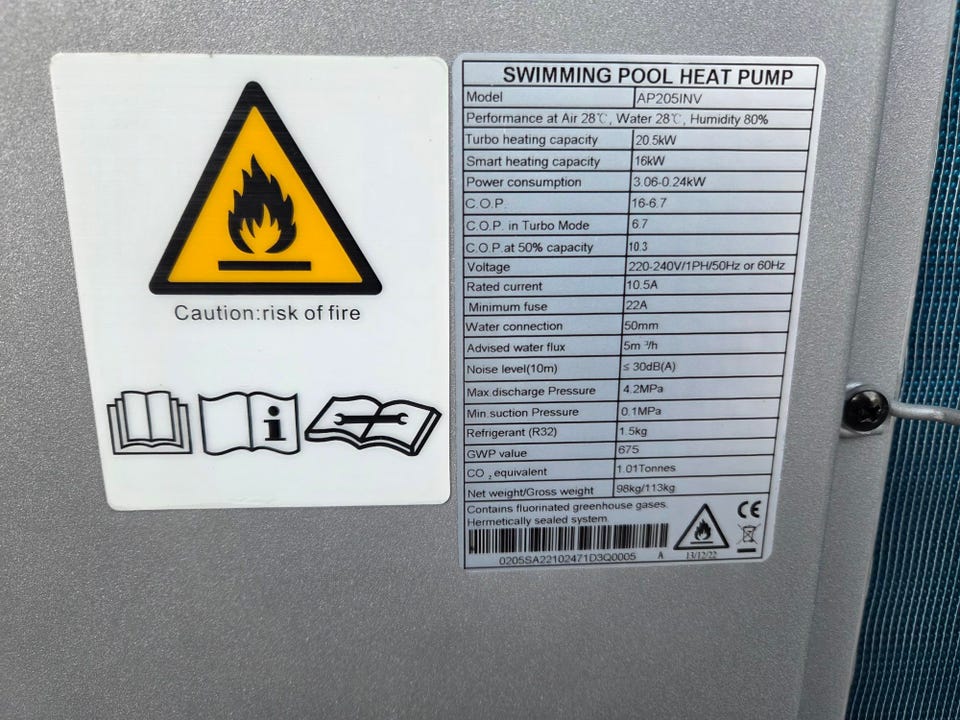 Caution:risk of fire
SWIMMING POOL HEAT PUMP
Model AP205INV
Performance at Air 28℃, Water 28℃, Humidity 80%
Turbo heating capacity 20.5kW
Smart heating capacity 16kW
Power consumption 3.06-0.24kW
C.O.P. 16-6.7
C.O.P. in Turbo Mode 6.7
C.O.P.at 50% capacity 10.3
Voltage 220-240V/1PH/50Hz or 60Hz
Rated current 10.5A
Minimum fuse 22A
Water connection 50mm
Advised water flux 5m ³/h
Noise level(10m) ≤ 30dB(A)
Max.discharge Pressure 4.2MPa
Min.suction Pressure 0.1MPa
Refrigerant (R32) 1.5kg
GWP value 675
CO₂ equivalent 1.01Tonnes
Net weight/Gross weight 98kg/113kg
Contains fluorinated greenhouse gases.
Hermetically sealed system.
CE
0205SA22102471D3Q0005 A 13/12/22